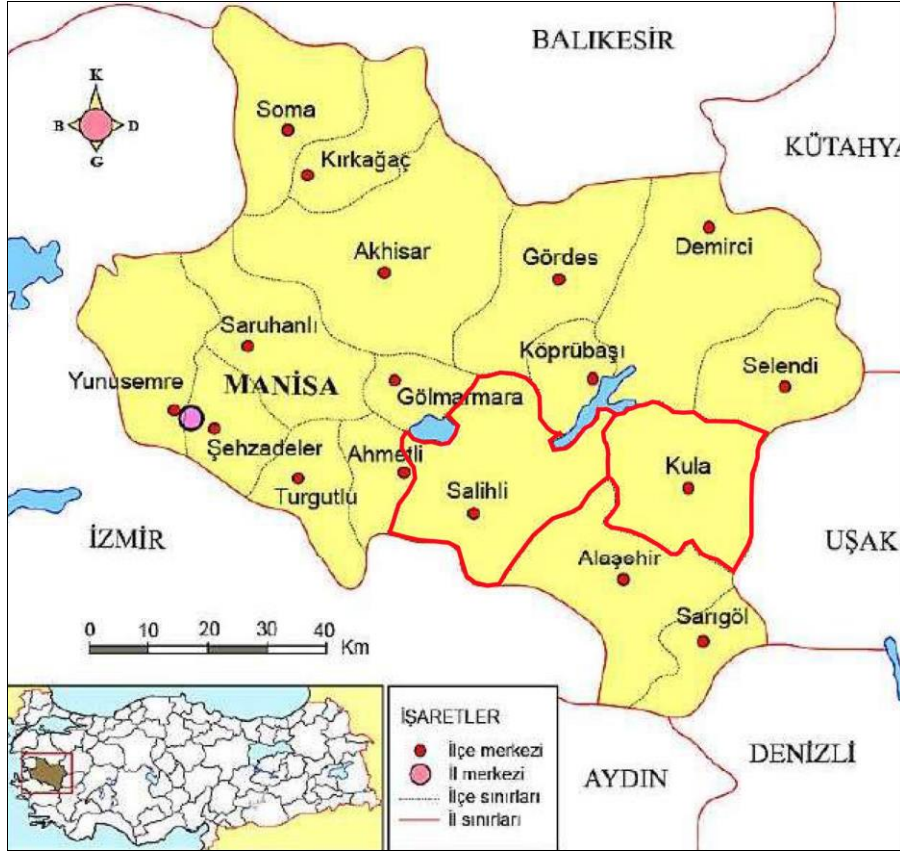 BALIKESİR
K
B D
G
Soma
Kırkağaç
KÜTAHYA
Akhisar
Gördes
Demirci
Saruhanlı
Köprübaşı
Selendi
Yunusemre
MANİSA
Gölmarmara
Şehzadeler
Ahmetli
Kula
Turgutlu
Salihli
İZMİR
UŞAK
Alaşehir
Sarıgöl
0 10 20 30 40
Km
İŞARETLER
İlçe merkezi
İl merkezi
İlçe sınırları
İl sınırları
AYDIN
DENİZLİ